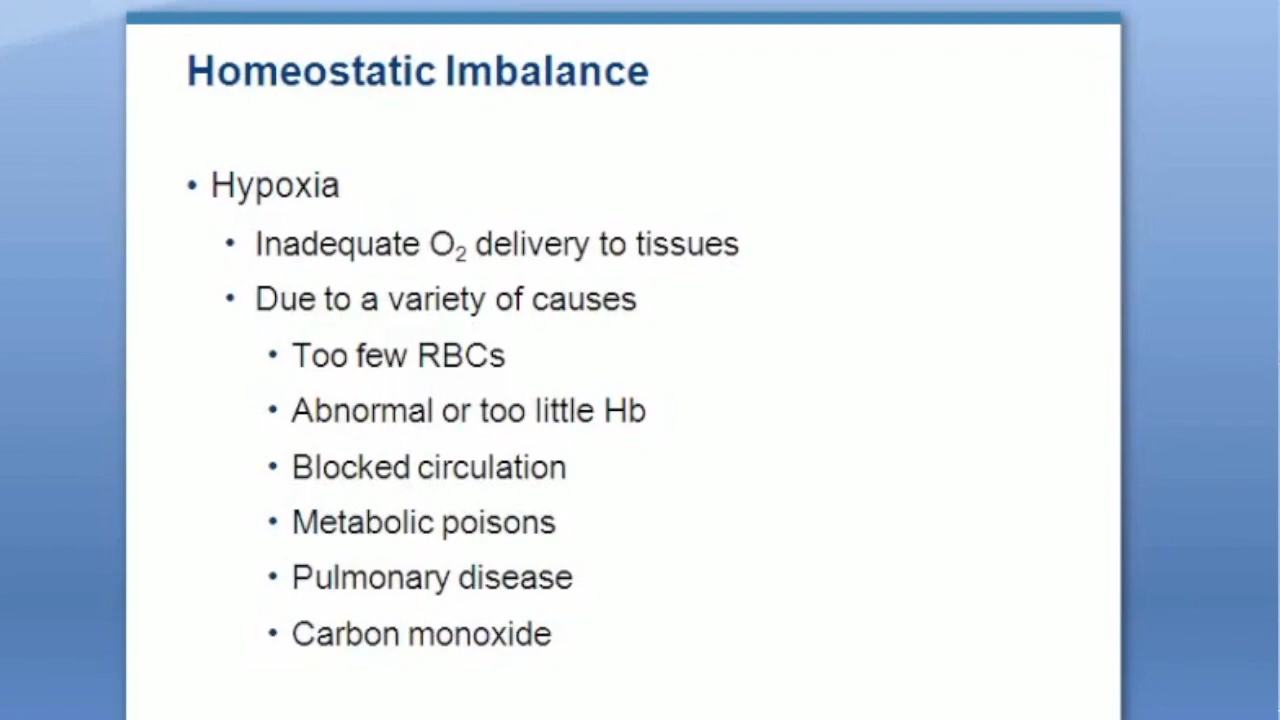 Homeostatic Imbalance
• Hypoxia
• Inadequate O₂ delivery to tissues
• Due to a variety of causes
• Too few RBCs
• Abnormal or too little Hb
• Blocked circulation
• Metabolic poisons
• Pulmonary disease
• Carbon monoxide